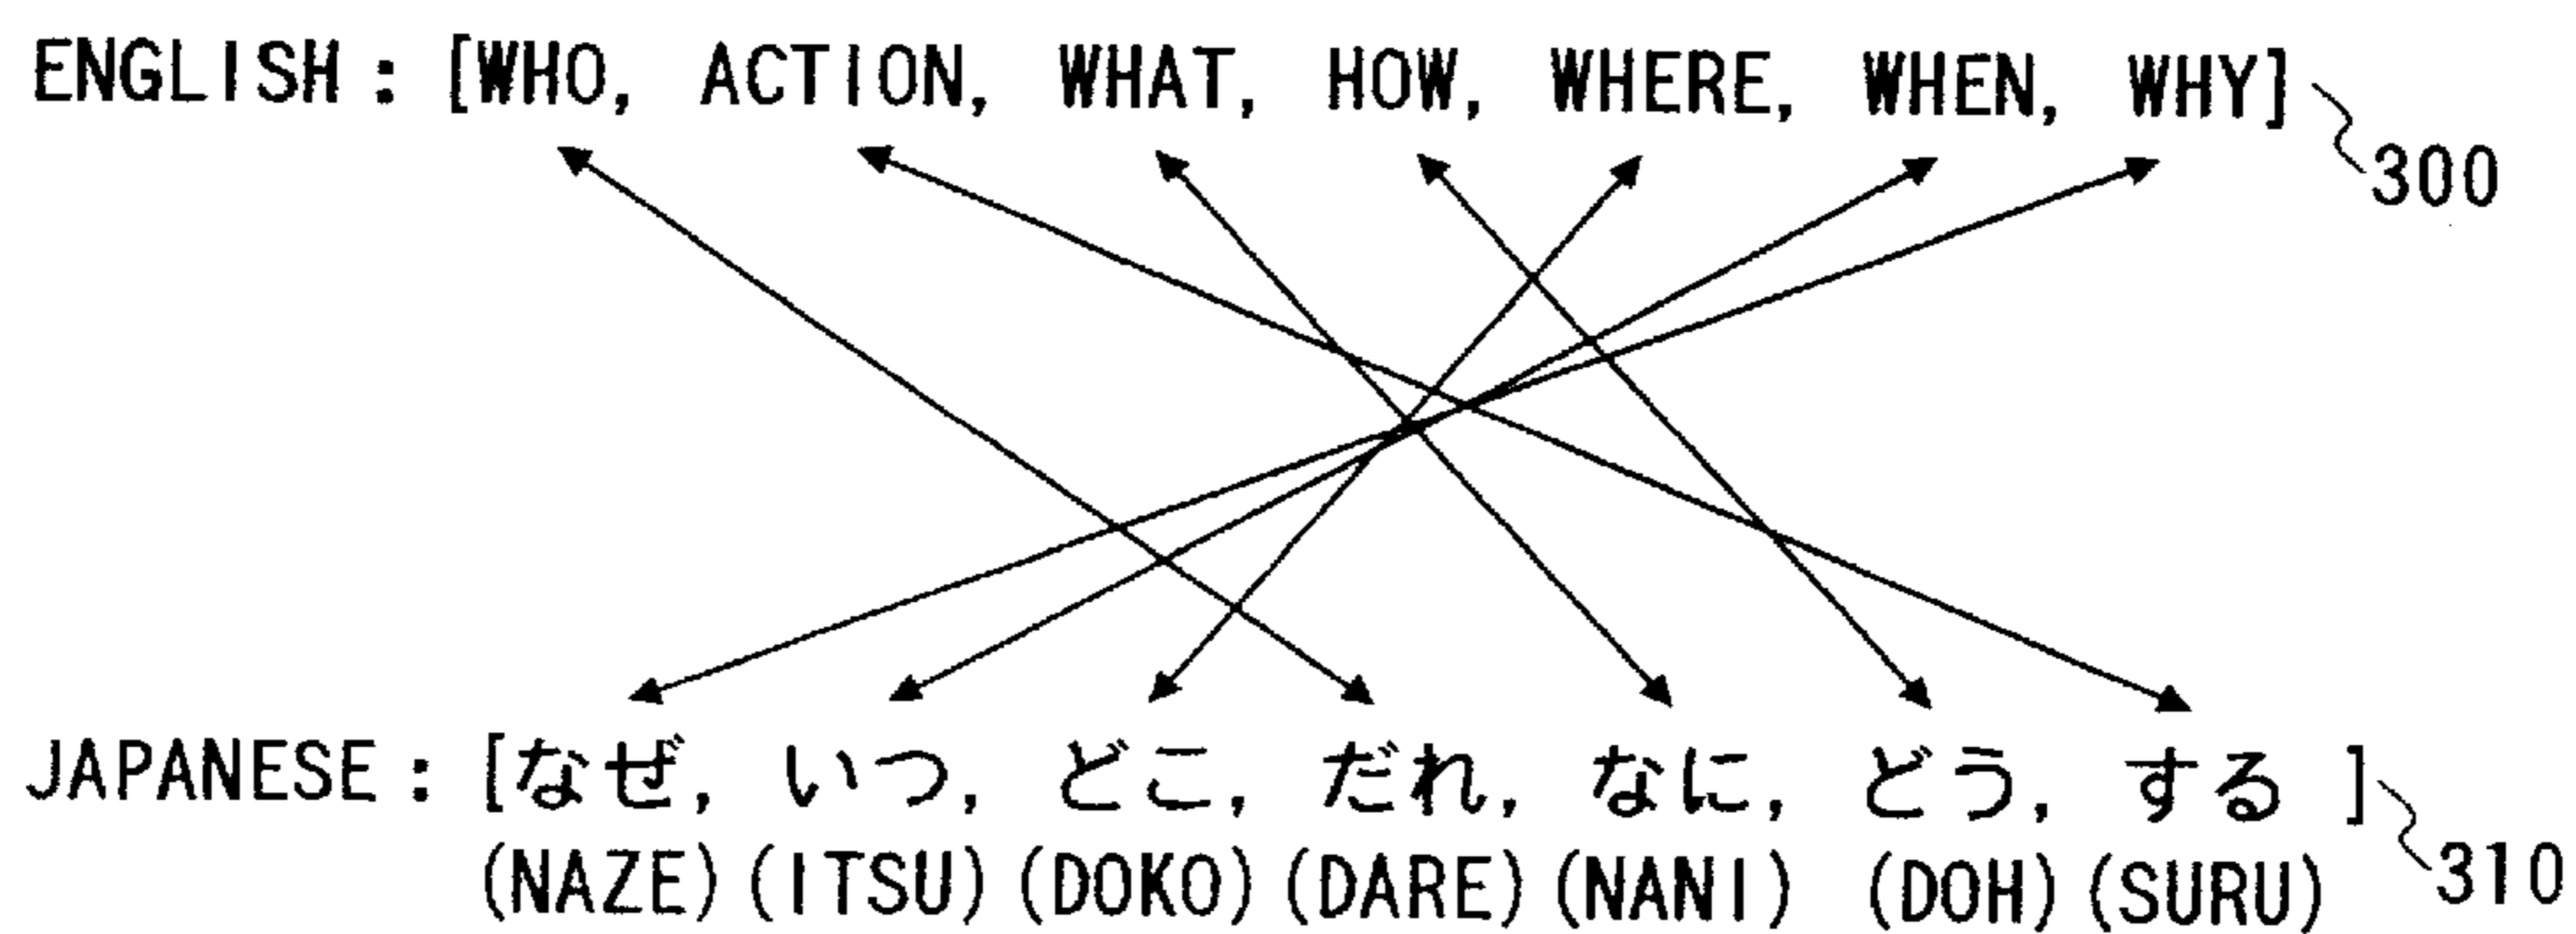 ENGLISH : [WHO, ACTION, WHAT, HOW, WHERE, WHEN, WHY]
300
JAPANESE : [なぜ, いつ, どこ, だれ, なに, どう, する ]
(NAZE) (ITSU) (DOKO) (DARE) (NANI) (DOH) (SURU)
310